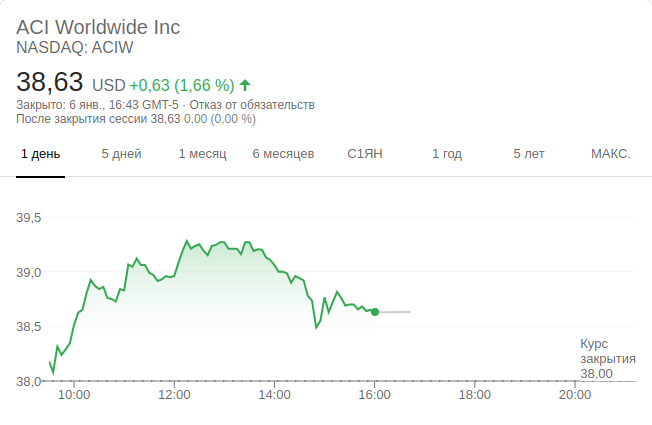 ACI Worldwide Inc
NASDAQ: ACIW
38,63 USD +0,63 (1,66 %)
Закрыто: 6 янв., 16:43 GMT-5 · Отказ от обязательств
После закрытия сессии 38,63 0,00 (0,00 %)
1 день 5 дней 1 месяц 6 месяцев С1ЯН 1 год 5 лет МАКС.
39,5
39,0
38,5
Курс
закрытия
38,00
38,0
10:00 12:00 14:00 16:00 18:00 20:00